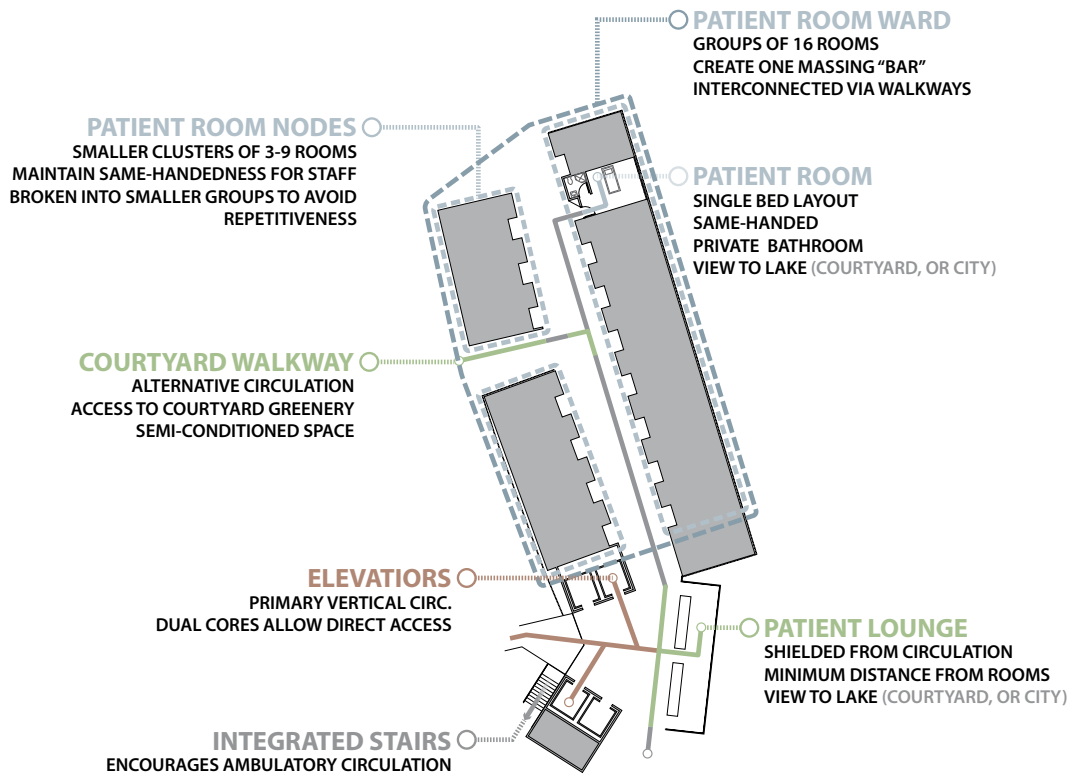 PATIENT ROOM WARD
GROUPS OF 16 ROOMS
CREATE ONE MASSING “BAR”
INTERCONNECTED VIA WALKWAYS
PATIENT ROOM NODES
SMALLER CLUSTERS OF 3-9 ROOMS
MAINTAIN SAME-HANDEDNESS FOR STAFF
BROKEN INTO SMALLER GROUPS TO AVOID
REPETITIVENESS
PATIENT ROOM
SINGLE BED LAYOUT
SAME-HANDED
PRIVATE BATHROOM
VIEW TO LAKE (COURTYARD, OR CITY)
COURTYARD WALKWAY
ALTERNATIVE CIRCULATION
ACCESS TO COURTYARD GREENERY
SEMI-CONDITIONED SPACE
ELEVATIORS
PRIMARY VERTICAL CIRC.
DUAL CORES ALLOW DIRECT ACCESS
PATIENT LOUNGE
SHIELDED FROM CIRCULATION
MINIMUM DISTANCE FROM ROOMS
VIEW TO LAKE (COURTYARD, OR CITY)
INTEGRATED STAIRS
ENCOURAGES AMBULATORY CIRCULATION